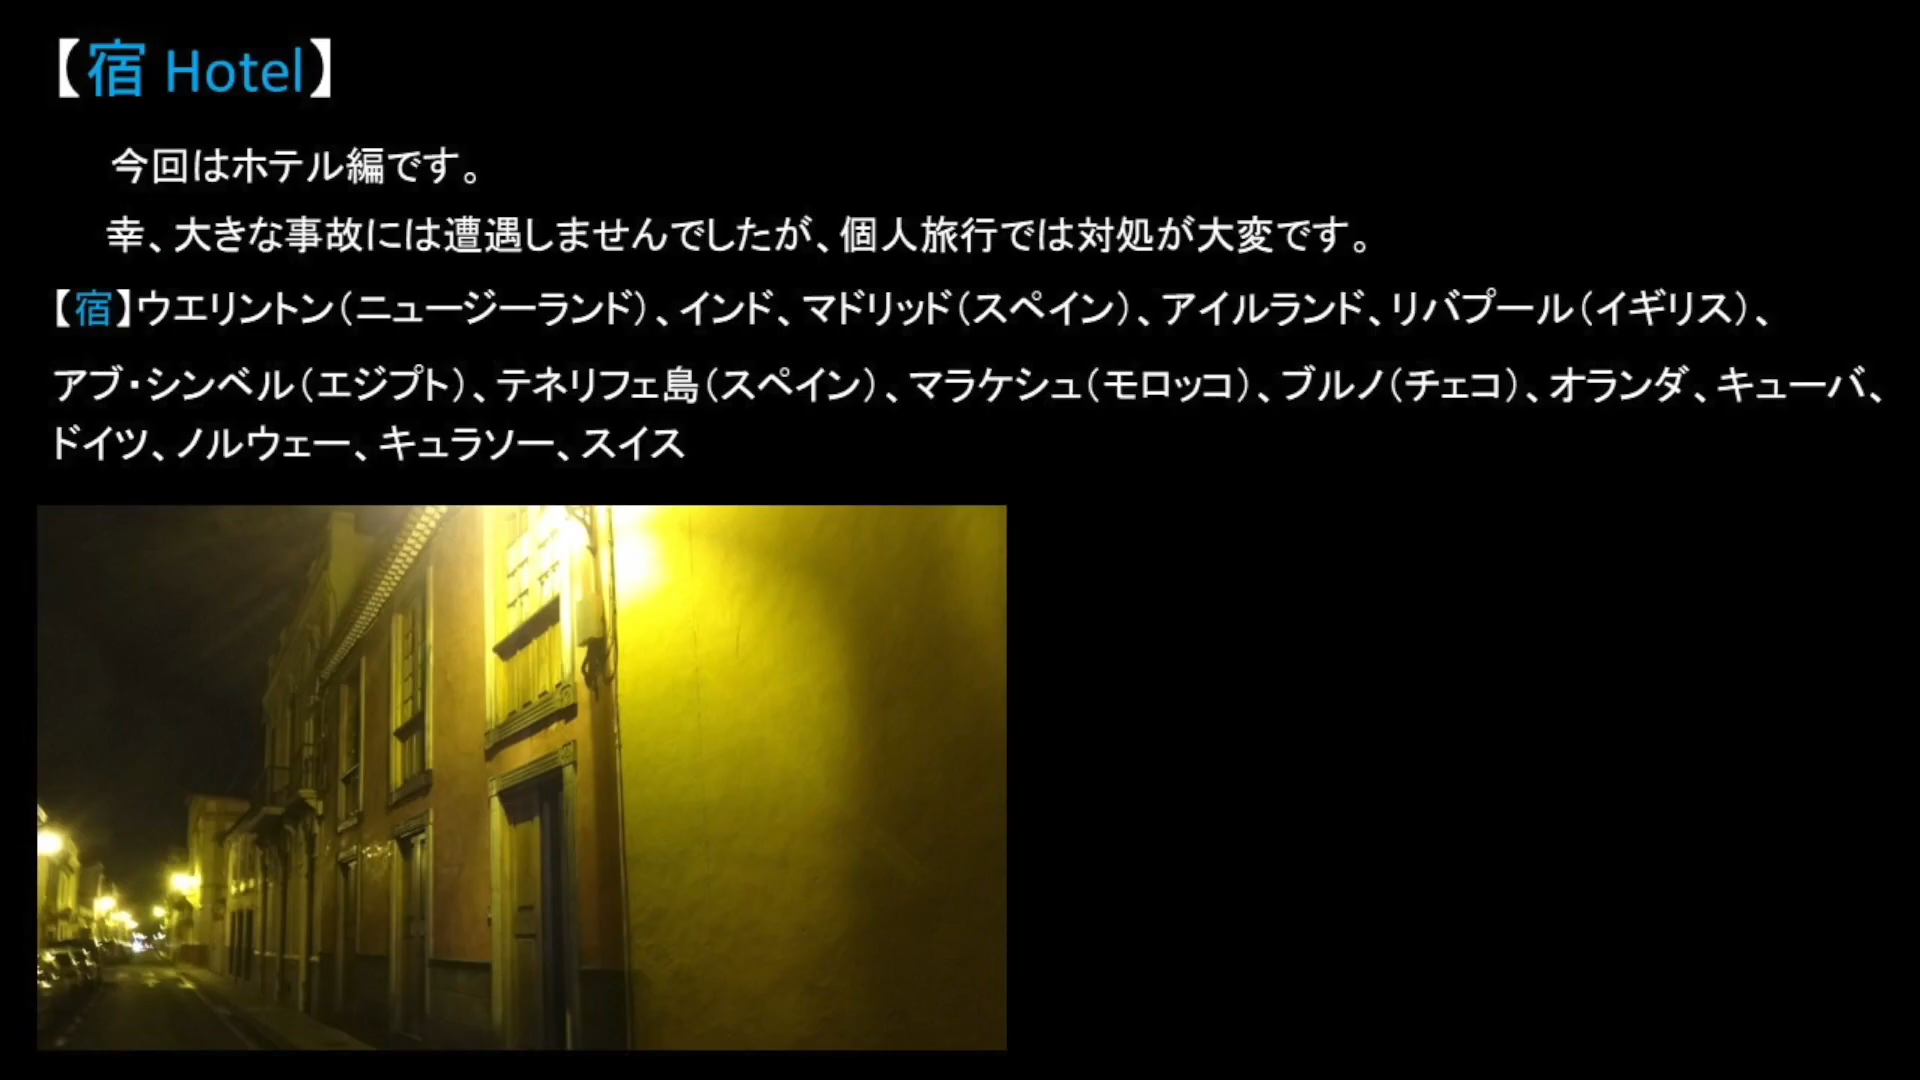 【宿 Hotel】
今回はホテル編です。
幸、大きな事故には遭遇しませんでしたが、個人旅行では対処が大変です。
【宿】ウエリントン（ニュージーランド）、インド、マドリッド（スペイン）、アイルランド、リバプール（イギリス）、
アブ・シンベル（エジプト）、テネリフェ島（スペイン）、マラケシュ（モロッコ）、ブルノ（チェコ）、オランダ、キューバ、
ドイツ、ノルウェー、キュラソー、スイス